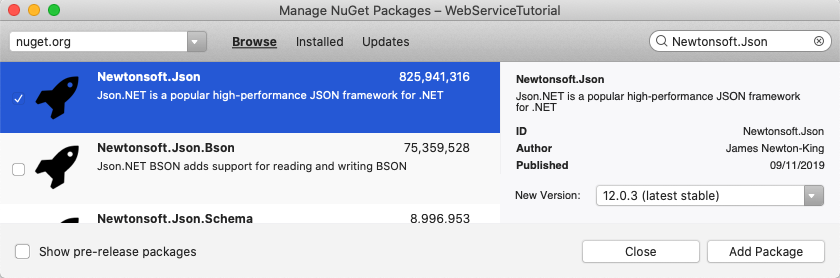 Manage NuGet Packages – WebServiceTutorial
nuget.org
Browse
Installed
Updates
Newtonsoft.Json
Newtonsoft.Json 825,941,316
Json.NET is a popular high-performance JSON framework for .NET
Newtonsoft.Json.Bson 75,359,528
Json.NET BSON adds support for reading and writing BSON
Newtonsoft.Json.Schema 8,996,953
Newtonsoft.Json
Json.NET is a popular high-performance JSON framework
for .NET
ID Newtonsoft.Json
Author James Newton-King
Published 09/11/2019
New Version: 12.0.3 (latest stable)
Show pre-release packages
Close
Add Package